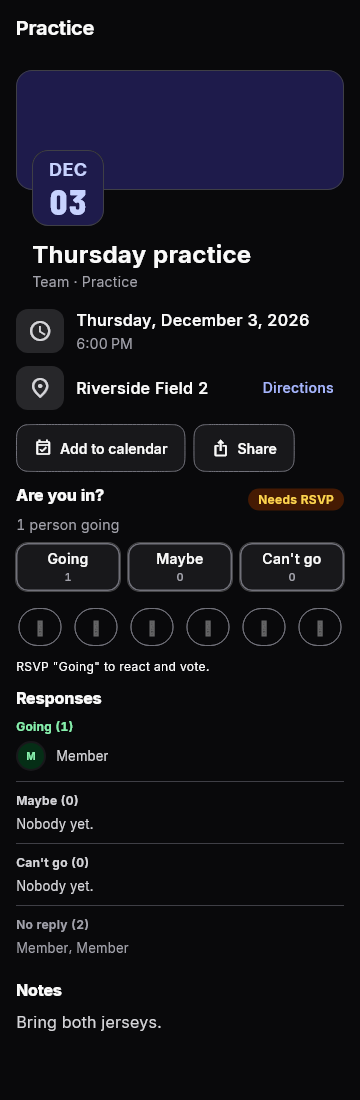 Practice
DEC
03
Thursday practice
Team · Practice
Thursday, December 3, 2026
6:00 PM
Riverside Field 2
Directions
Add to calendar
Share
Are you in?
Needs RSVP
1 person going
Going
Maybe
Can't go
1
0
0
RSVP "Going" to react and vote.
Responses
Going (1)
M
Member
Maybe (0)
Nobody yet.
Can't go (0)
Nobody yet.
No reply (2)
Member, Member
Notes
Bring both jerseys.